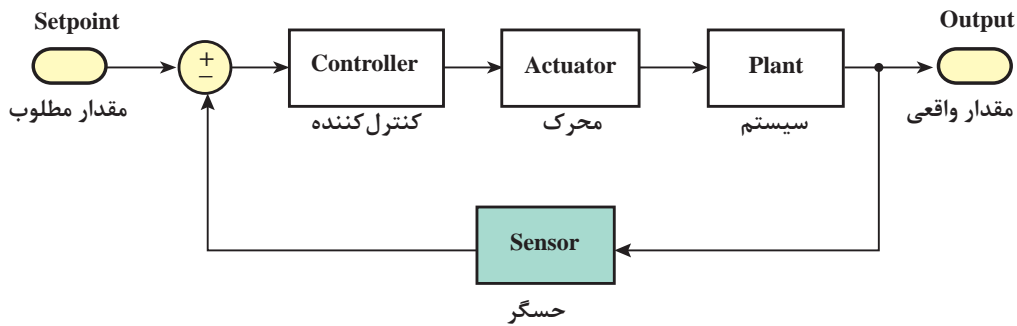 Setpoint
مقدار مطلوب
+
−
Controller
کنترل‌کننده
Actuator
محرک
Plant
سیستم
Output
مقدار واقعی
Sensor
حسگر